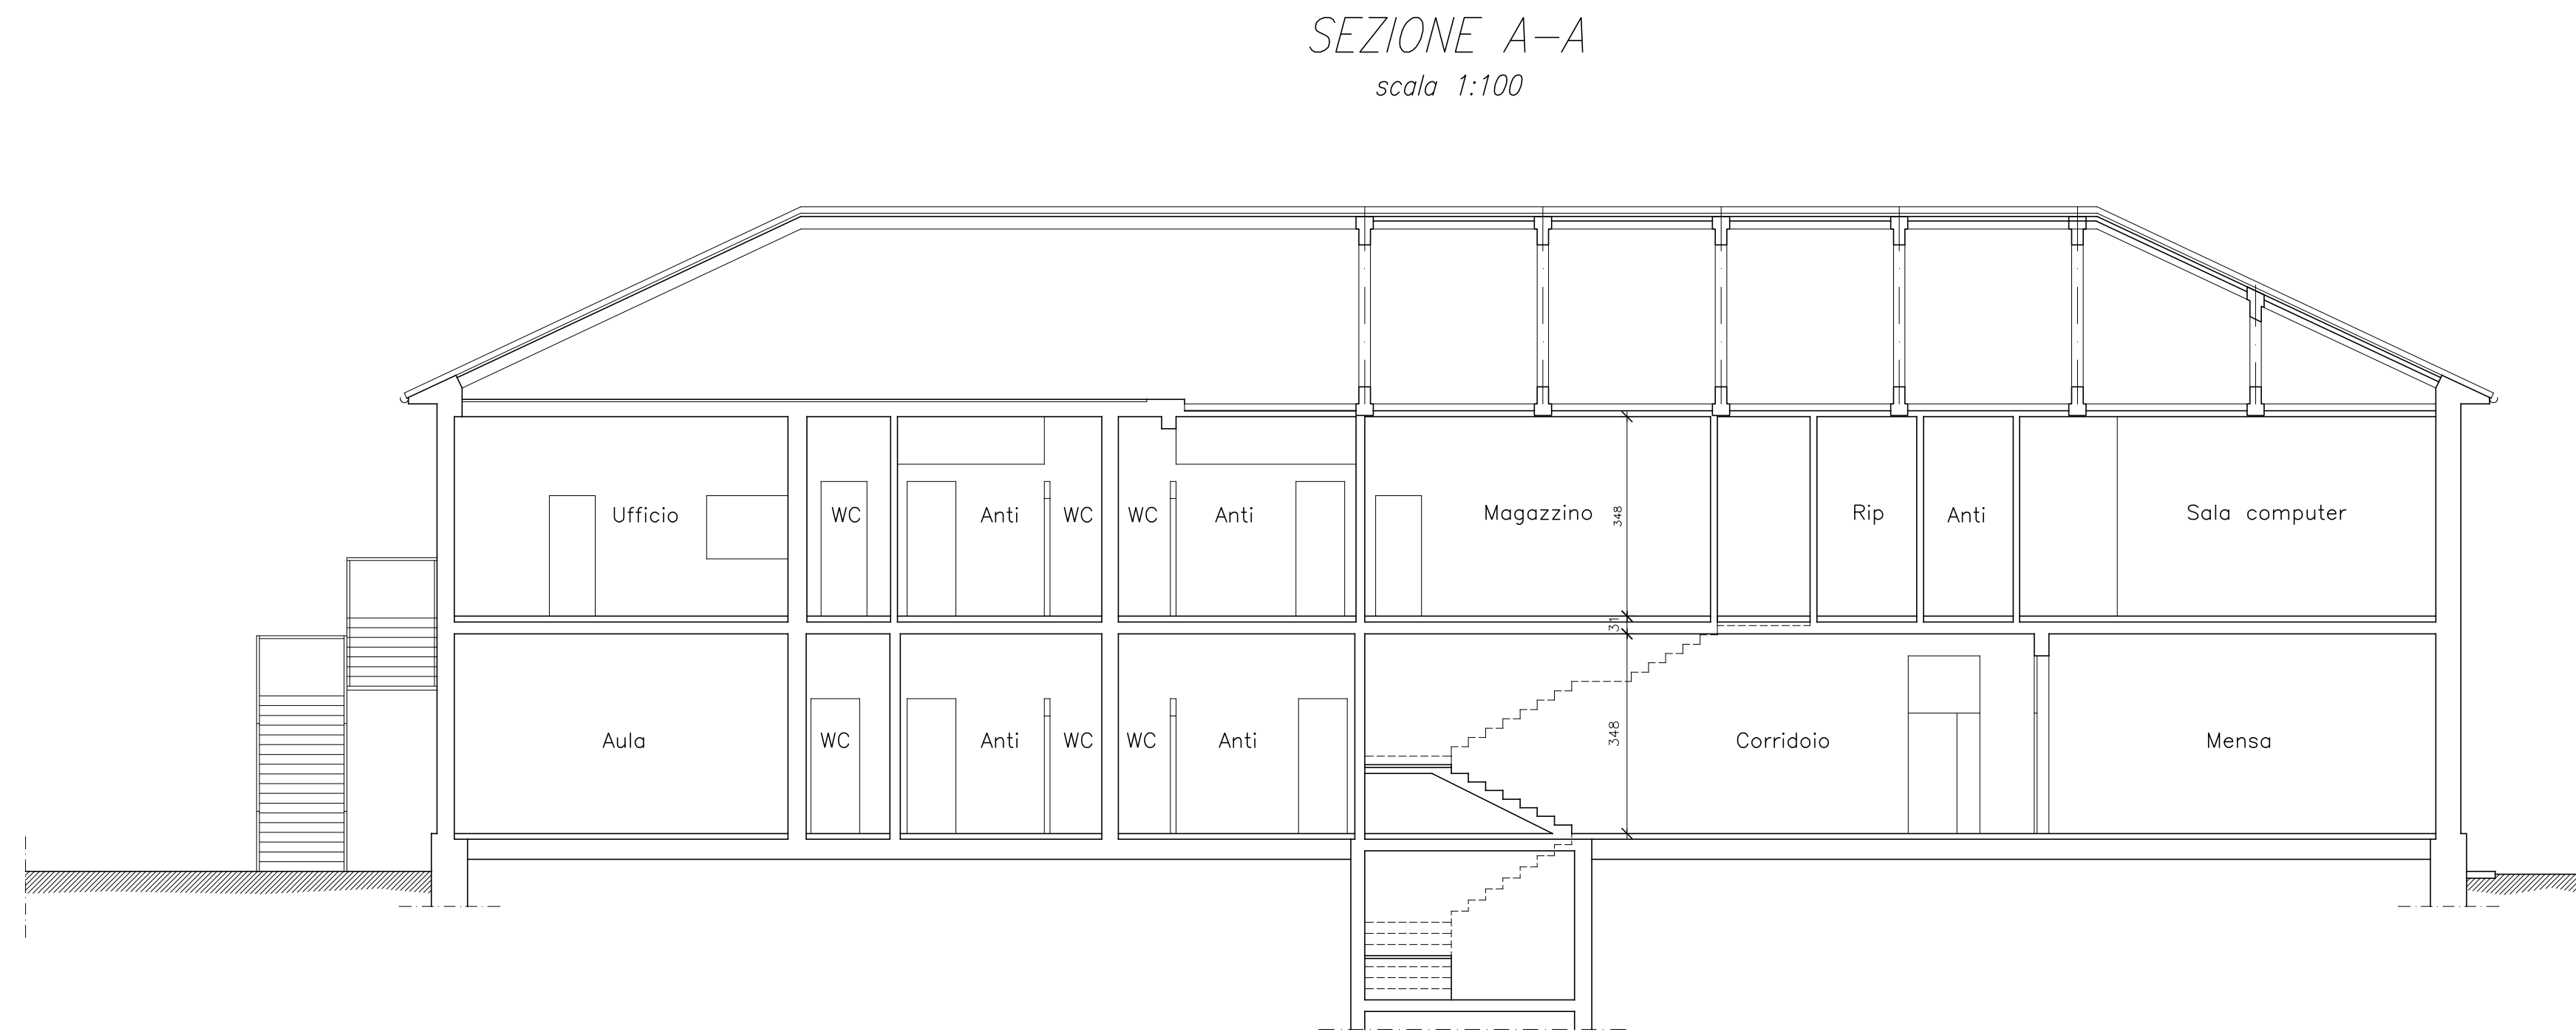 SEZIONE A-A
scala 1:100
Ufficio
WC
Anti
WC
WC
Anti
Magazzino
348
Rip
Anti
Sala computer
31
Aula
WC
Anti
WC
WC
Anti
348
Corridoio
Mensa